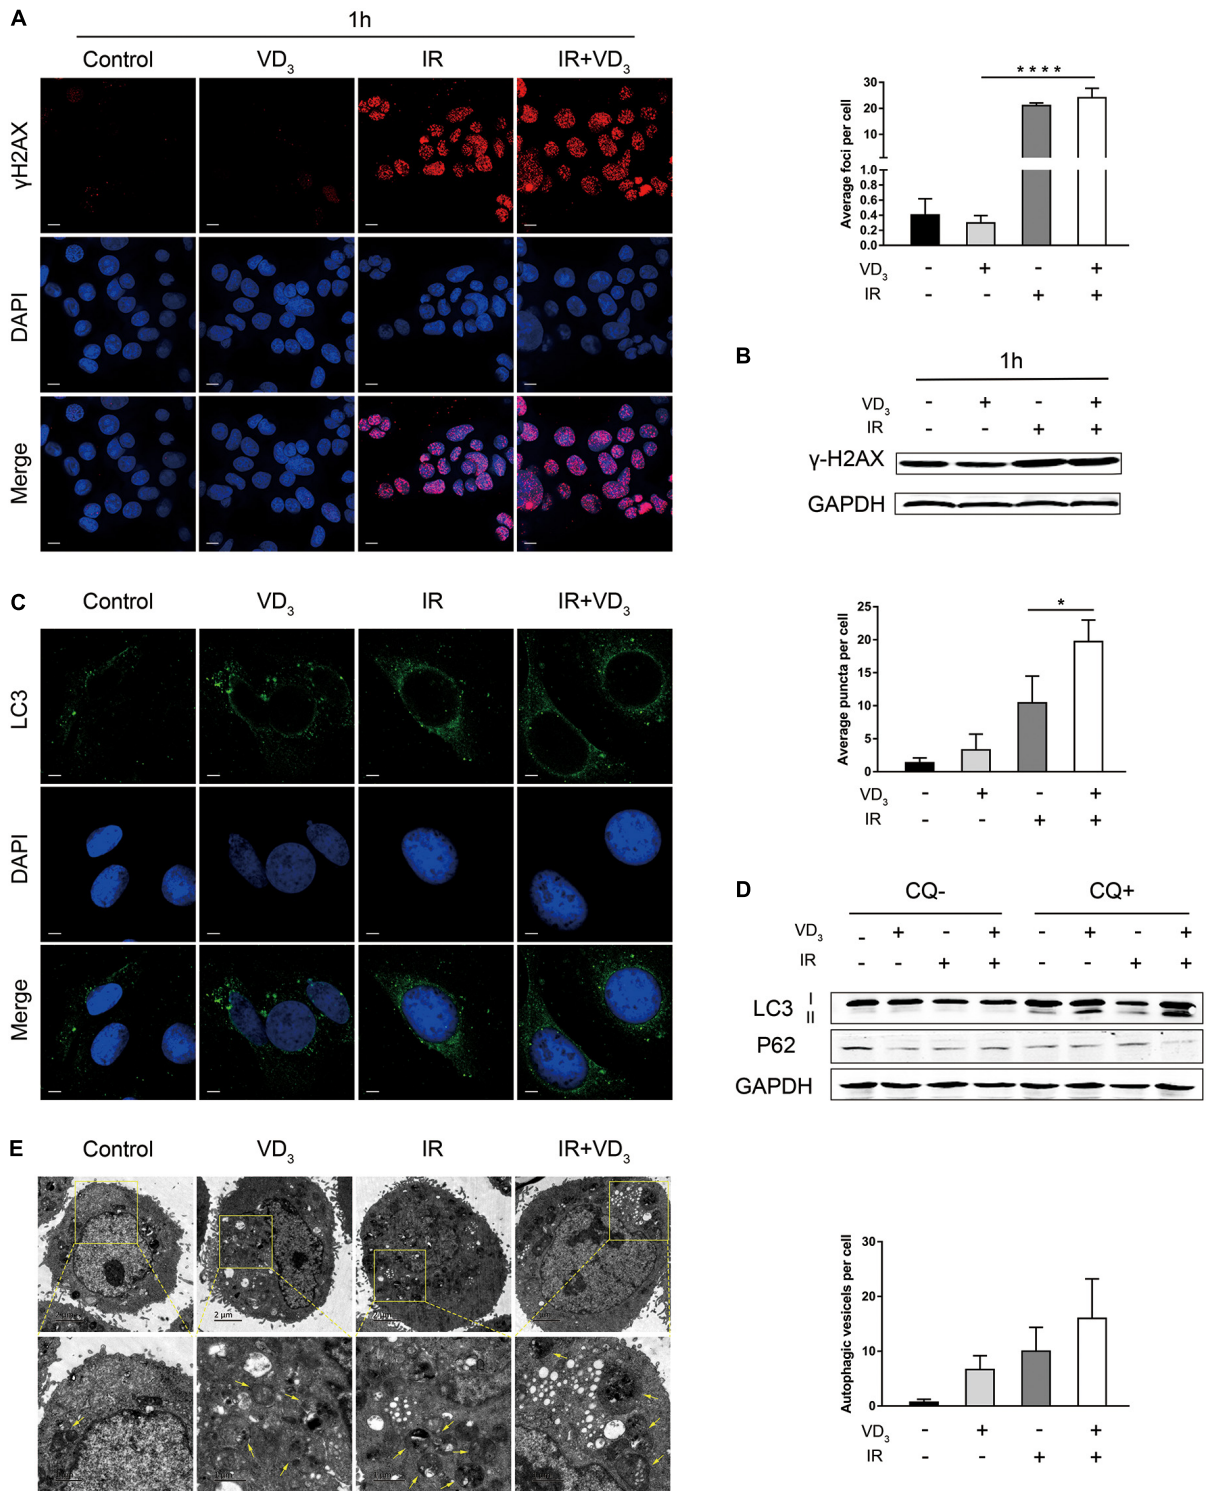 A
1h
Control VD3 IR IR+VD3
γH2AX
DAPI
Merge
****
Average foci per cell
30
20
10
1.0
0.8
0.6
0.4
0.2
0.0
VD3 - + - +
IR - - + +
B
1h
VD3 - + - +
IR - - + +
γ-H2AX
GAPDH
C
Control VD3 IR IR+VD3
LC3
DAPI
Merge
*
Average puncta per cell
25
20
15
10
5
0
VD3 - + - +
IR - - + +
D
CQ- CQ+
VD3 - + - + - + - +
IR - - + + - - + +
LC3 I
II
P62
GAPDH
E
Control VD3 IR IR+VD3
2 μm
Autophagic vesicels per cell
30
20
10
0
VD3 - + - +
IR - - + +